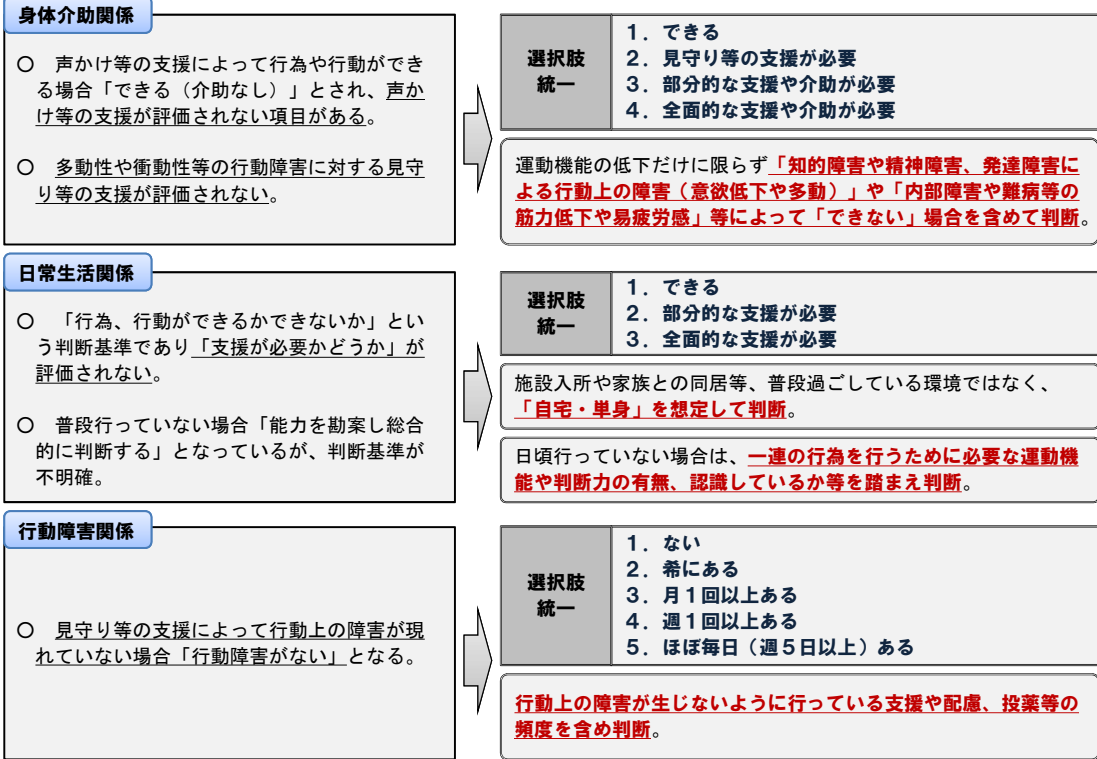 身体介助関係
○　声かけ等の支援によって行為や行動ができ
る場合「できる（介助なし）」とされ、声か
け等の支援が評価されない項目がある。
○　多動性や衝動性等の行動障害に対する見守
り等の支援が評価されない。
選択肢
統一
１．できる
２．見守り等の支援が必要
３．部分的な支援や介助が必要
４．全面的な支援や介助が必要
運動機能の低下だけに限らず「知的障害や精神障害、発達障害に
よる行動上の障害（意欲低下や多動）」や「内部障害や難病等の
筋力低下や易疲労感」等によって「できない」場合を含めて判断。
日常生活関係
○　「行為、行動ができるかできないか」とい
う判断基準であり「支援が必要かどうか」が
評価されない。
○　普段行っていない場合「能力を勘案し総合
的に判断する」となっているが、判断基準が
不明確。
選択肢
統一
１．できる
２．部分的な支援が必要
３．全面的な支援が必要
施設入所や家族との同居等、普段過ごしている環境ではなく、
「自宅・単身」を想定して判断。
日頃行っていない場合は、一連の行為を行うために必要な運動機
能や判断力の有無、認識しているか等を踏まえ判断。
行動障害関係
○　見守り等の支援によって行動上の障害が現
れていない場合「行動障害がない」となる。
選択肢
統一
１．ない
２．希にある
３．月１回以上ある
４．週１回以上ある
５．ほぼ毎日（週５日以上）ある
行動上の障害が生じないように行っている支援や配慮、投薬等の
頻度を含め判断。